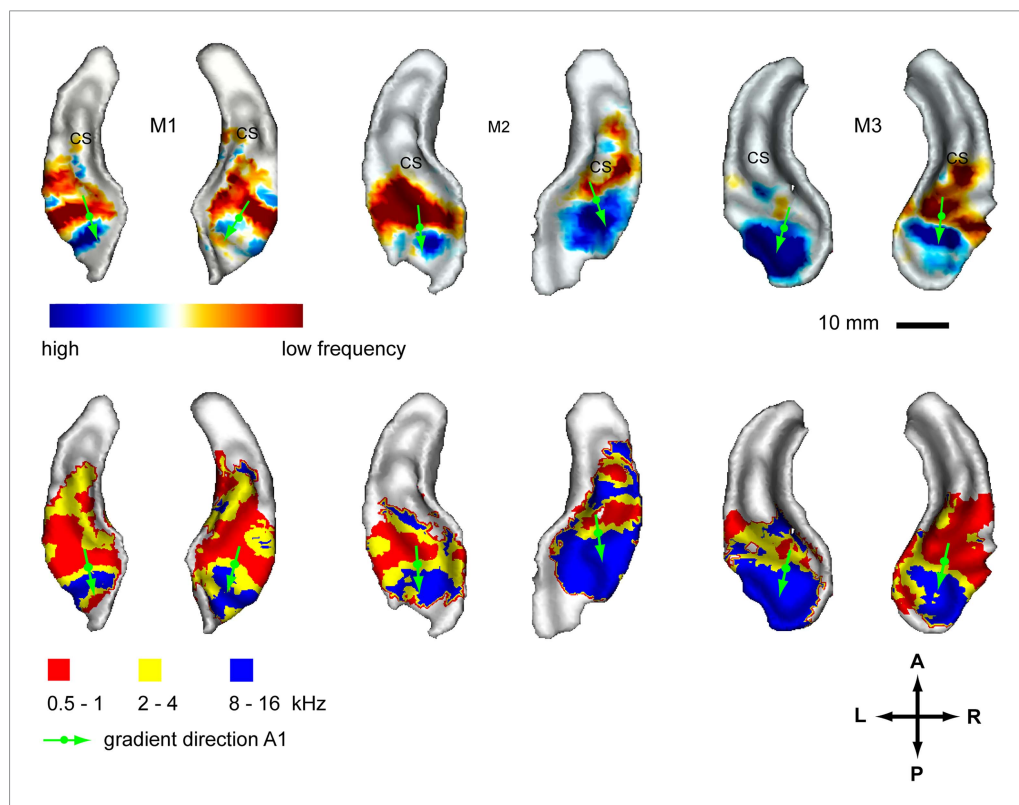 M1
M2
M3
CS
CS
CS
CS
CS
CS
high
low frequency
10 mm
0.5 - 1
2 - 4
8 - 16 kHz
gradient direction A1
A
L
R
P